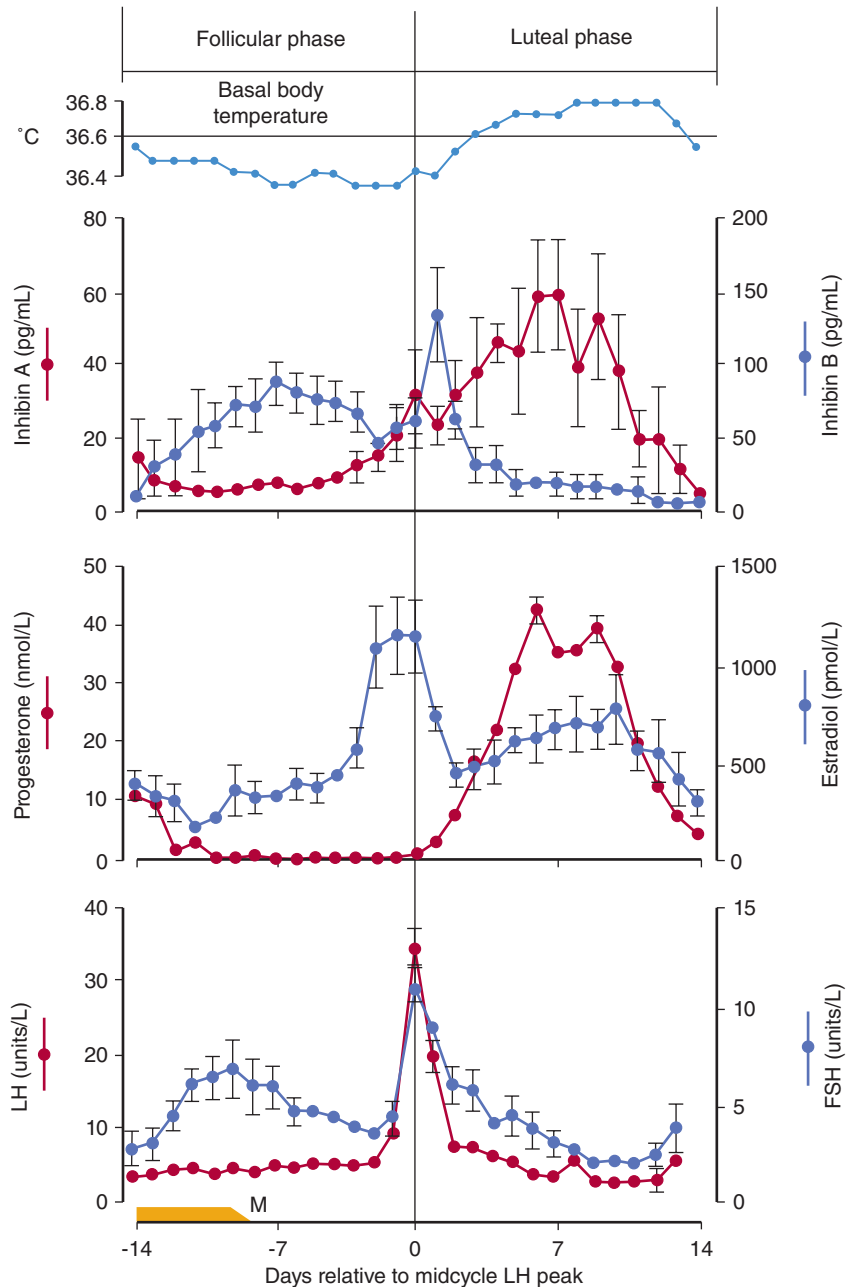 Follicular phase
Luteal phase
Basal body
temperature
°C
36.8
36.6
36.4
80
60
40
20
0
Inhibin A (pg/mL)
200
150
100
50
0
Inhibin B (pg/mL)
50
40
30
20
10
0
Progesterone (nmol/L)
1500
1000
500
0
Estradiol (pmol/L)
40
30
20
10
0
LH (units/L)
15
10
5
0
FSH (units/L)
M
-14
-7
0
7
14
Days relative to midcycle LH peak